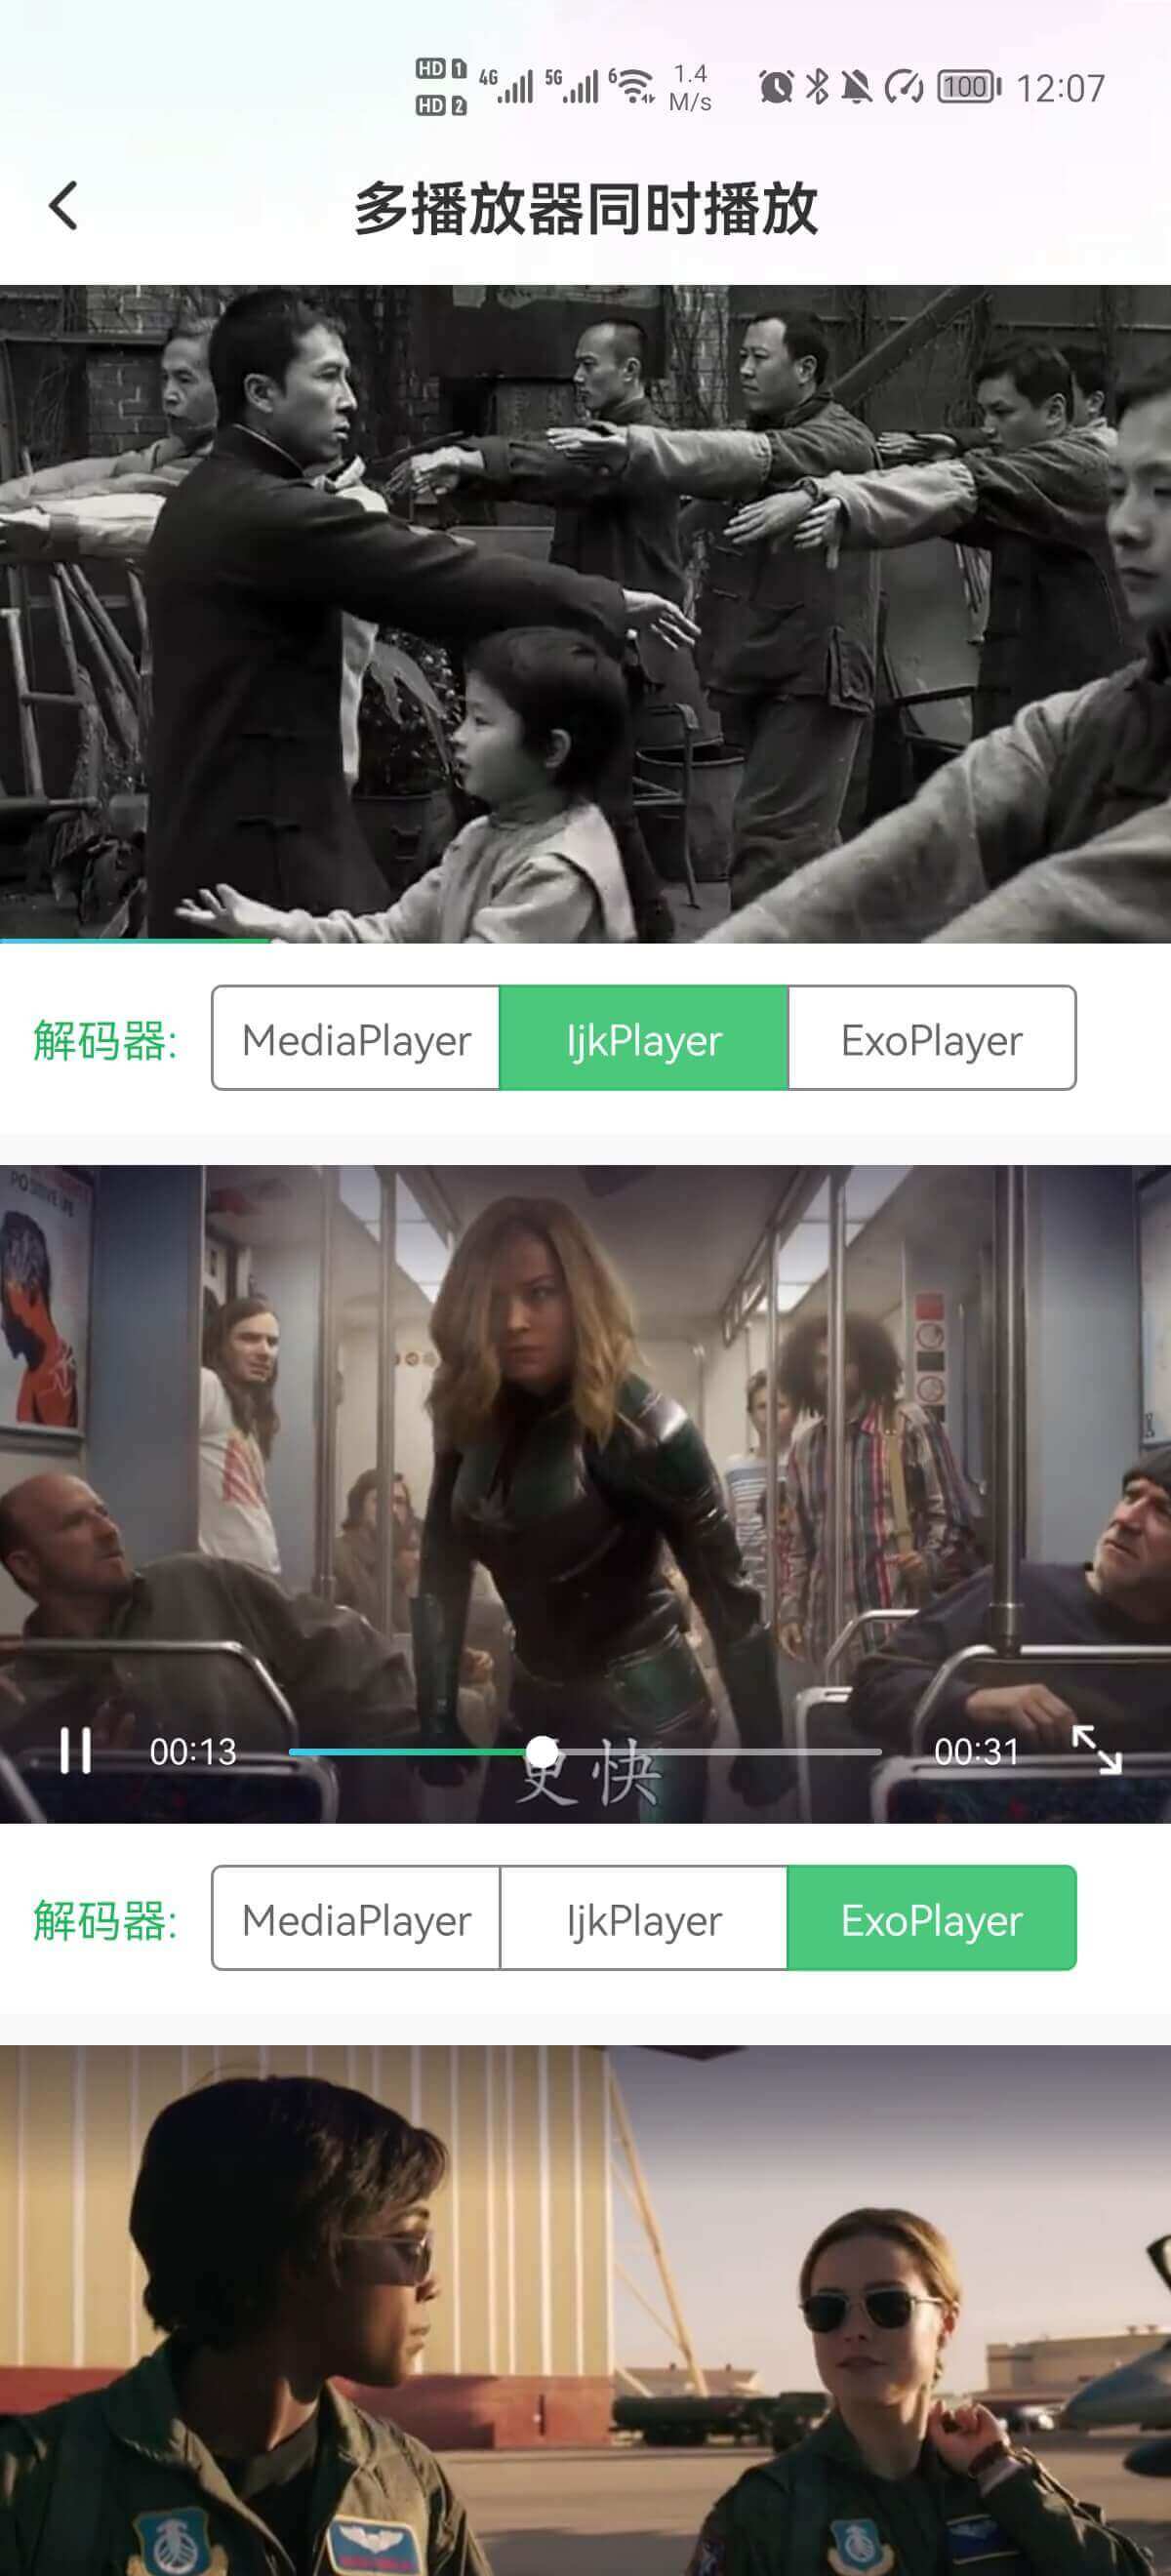 HD 1 4G 5G 6 1.4 100 12:07
HD 2 M/s
多播放器同时播放
解码器: MediaPlayer IjkPlayer ExoPlayer
00:13 00:31
更快
解码器: MediaPlayer IjkPlayer ExoPlayer